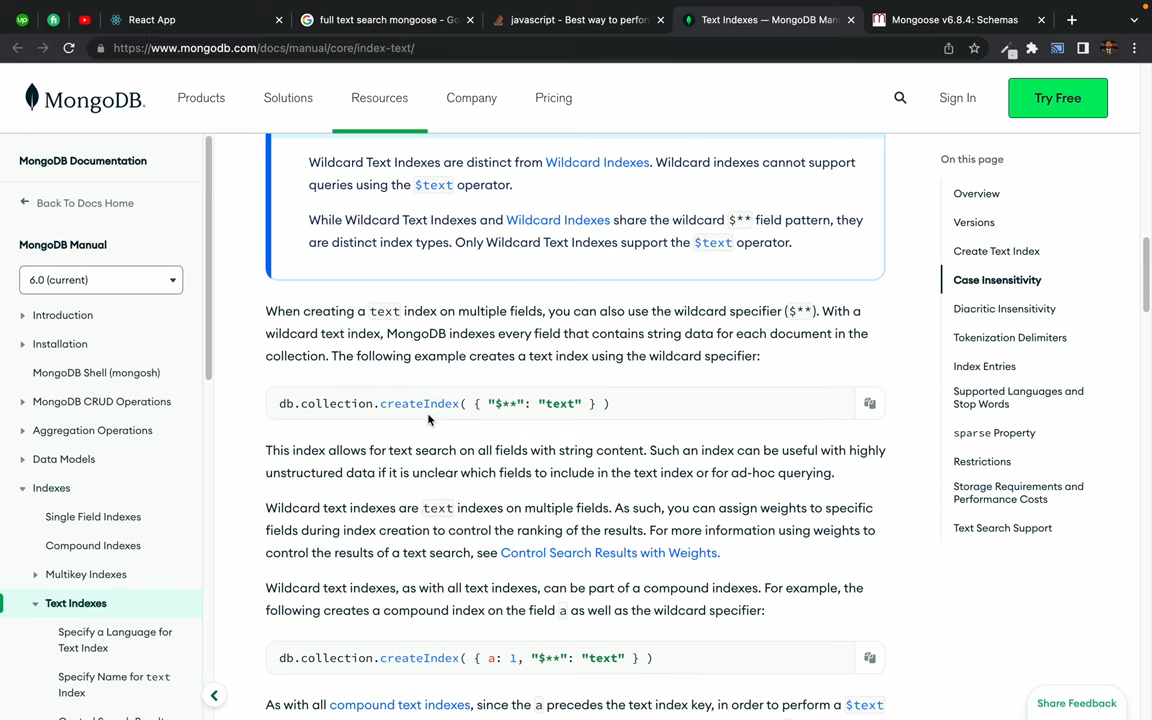 React App
full text search mongoose - Go
javascript - Best way to perfor
Text Indexes — MongoDB Man
Mongoose v6.8.4: Schemas
https://www.mongodb.com/docs/manual/core/index-text/
MongoDB.
Products
Solutions
Resources
Company
Pricing
Sign In
Try Free
MongoDB Documentation
Back To Docs Home
MongoDB Manual
6.0 (current)
Introduction
Installation
MongoDB Shell (mongosh)
MongoDB CRUD Operations
Aggregation Operations
Data Models
Indexes
Single Field Indexes
Compound Indexes
Multikey Indexes
Text Indexes
Specify a Language for
Text Index
Specify Name for text
Index
Control Search Results
Wildcard Text Indexes are distinct from Wildcard Indexes. Wildcard indexes cannot support
queries using the $text operator.
While Wildcard Text Indexes and Wildcard Indexes share the wildcard $** field pattern, they
are distinct index types. Only Wildcard Text Indexes support the $text operator.
When creating a text index on multiple fields, you can also use the wildcard specifier ($**). With a
wildcard text index, MongoDB indexes every field that contains string data for each document in the
collection. The following example creates a text index using the wildcard specifier:
db.collection.createIndex( { "$**": "text" } )
This index allows for text search on all fields with string content. Such an index can be useful with highly
unstructured data if it is unclear which fields to include in the text index or for ad-hoc querying.
Wildcard text indexes are text indexes on multiple fields. As such, you can assign weights to specific
fields during index creation to control the ranking of the results. For more information using weights to
control the results of a text search, see Control Search Results with Weights.
Wildcard text indexes, as with all text indexes, can be part of a compound indexes. For example, the
following creates a compound index on the field a as well as the wildcard specifier:
db.collection.createIndex( { a: 1, "$**": "text" } )
As with all compound text indexes, since the a precedes the text index key, in order to perform a $text
On this page
Overview
Versions
Create Text Index
Case Insensitivity
Diacritic Insensitivity
Tokenization Delimiters
Index Entries
Supported Languages and
Stop Words
sparse Property
Restrictions
Storage Requirements and
Performance Costs
Text Search Support
Share Feedback